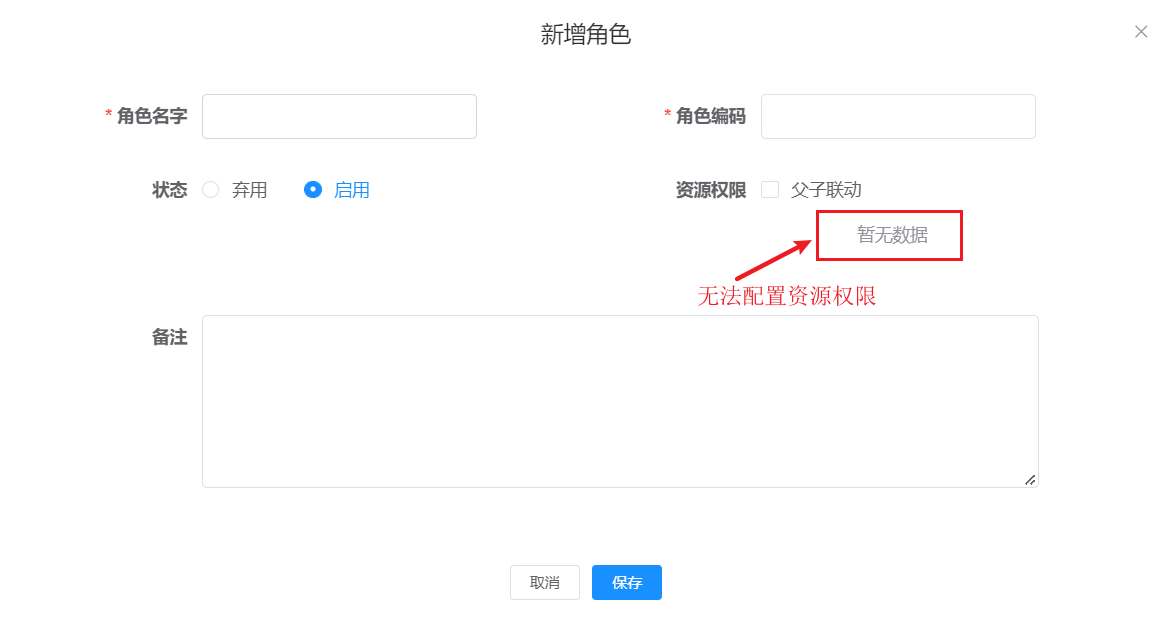 新增角色
* 角色名字
* 角色编码
状态 弃用 启用
资源权限 父子联动
暂无数据
无法配置资源权限
备注
取消 保存